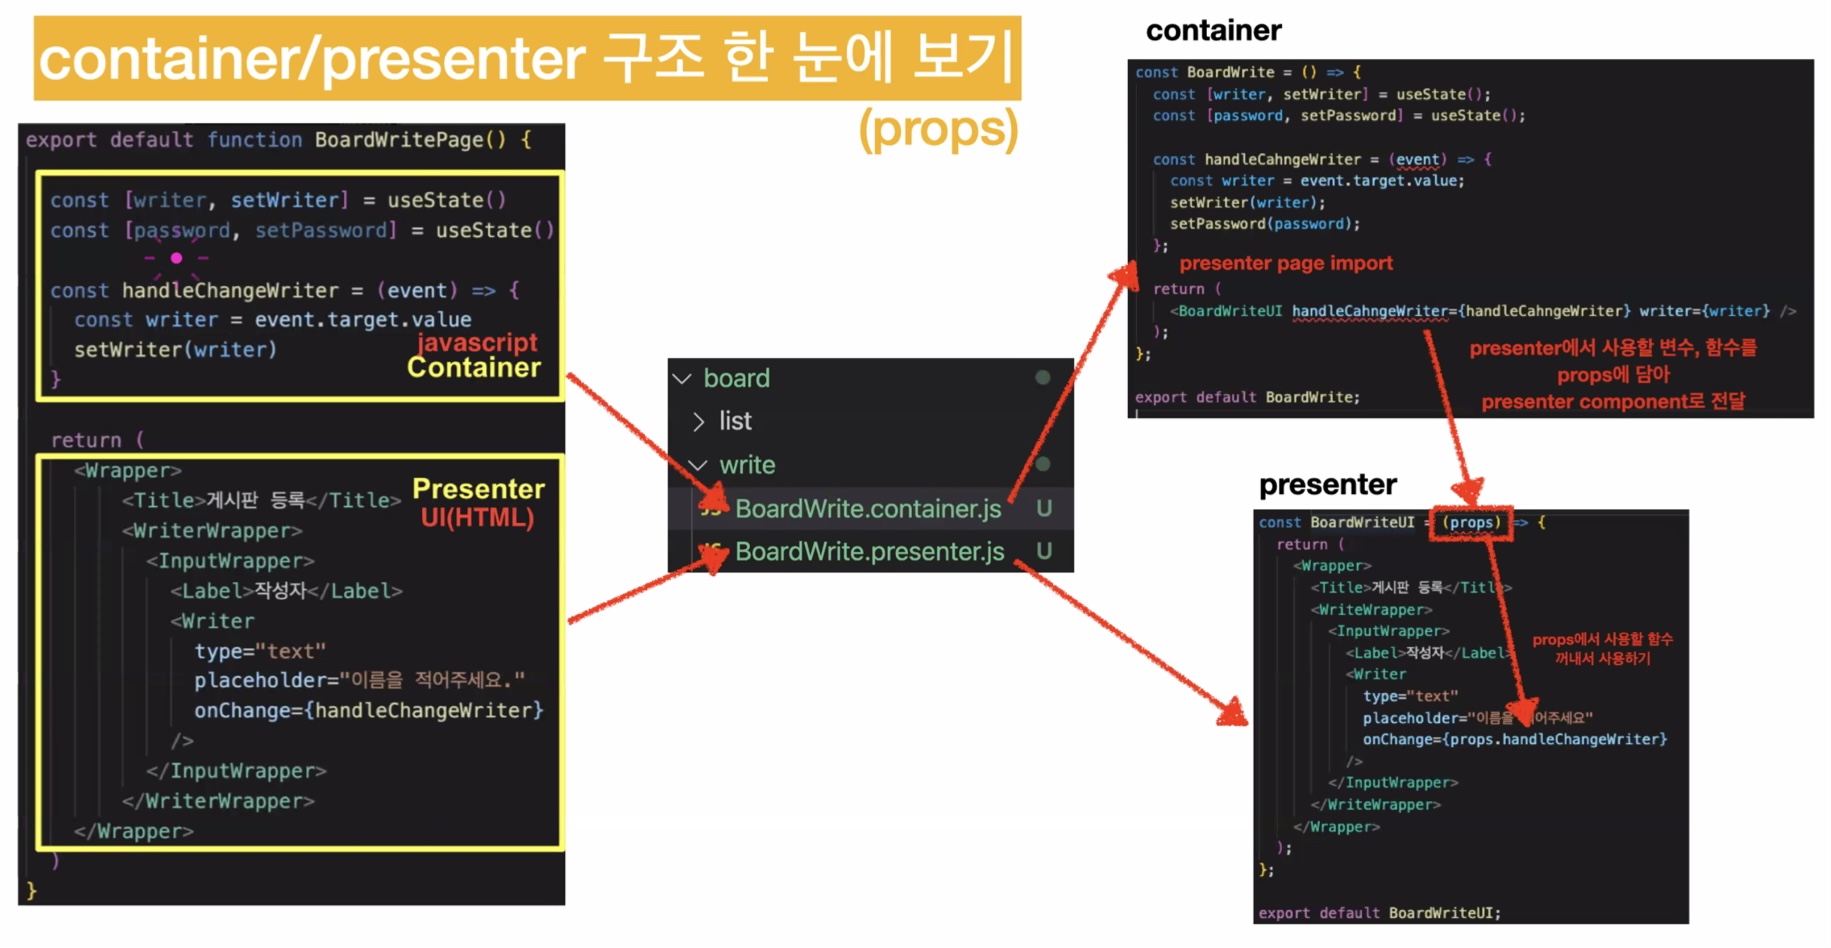 container/presenter 구조 한 눈에 보기
(props)
export default function BoardWritePage() {
const [writer, setWriter] = useState()
const [password, setPassword] = useState()
const handleChangeWriter = (event) => {
const writer = event.target.value
setWriter(writer)
}
javascript
Container
return (
<Wrapper>
<Title>게시판 등록</Title>
<WriterWrapper>
<InputWrapper>
<Label>작성자</Label>
<Writer
type="text"
placeholder="이름을 적어주세요."
onChange={handleChangeWriter}
/>
</InputWrapper>
</WriterWrapper>
</Wrapper>
)
}
Presenter
UI(HTML)
board
list
write
JS BoardWrite.container.js U
JS BoardWrite.presenter.js U
container
const BoardWrite = () => {
const [writer, setWriter] = useState();
const [password, setPassword] = useState();
const handleCahngeWriter = (event) => {
const writer = event.target.value;
setWriter(writer);
setPassword(password);
};
presenter page import
return (
<BoardWriteUI handleCahngeWriter={handleCahngeWriter} writer={writer} />
);
};
export default BoardWrite;
presenter에서 사용할 변수, 함수를
props에 담아
presenter component로 전달
presenter
const BoardWriteUI = (props) => {
return (
<Wrapper>
<Title>게시판 등록</Title>
<WriteWrapper>
<InputWrapper>
<Label>작성자</Label>
<Writer
type="text"
placeholder="이름을 적어주세요"
onChange={props.handleChangeWriter}
/>
</InputWrapper>
</WriteWrapper>
</Wrapper>
);
};
export default BoardWriteUI;
props에서 사용할 함수
꺼내서 사용하기